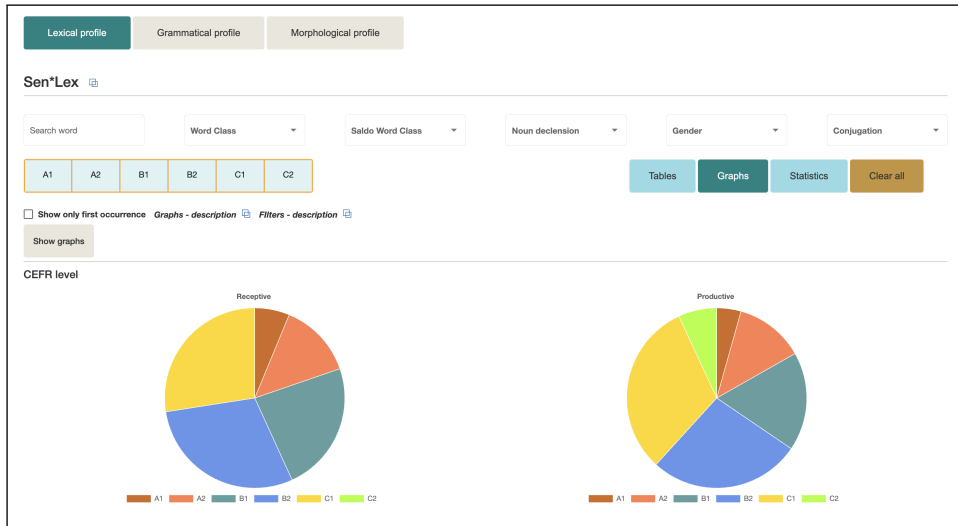 Lexical profile Grammatical profile Morphological profile
Sen*Lex
Search word Word Class Saldo Word Class Noun declension Gender Conjugation
A1 A2 B1 B2 C1 C2 Tables Graphs Statistics Clear all
Show only first occurrence Graphs - description Filters - description
Show graphs
CEFR level
Receptive Productive
A1 A2 B1 B2 C1 C2 A1 A2 B1 B2 C1 C2